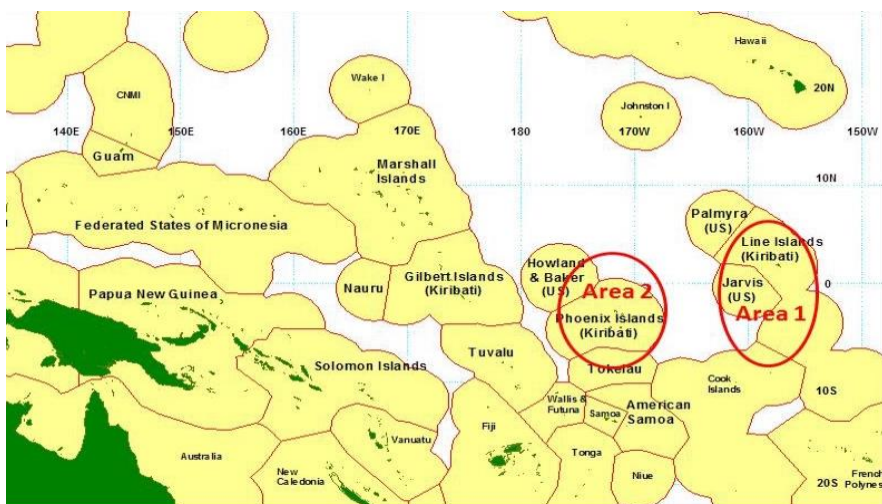 Hawaii
Wake I
CNMI
20N
Johnston I
140E
150E
160E
170E
180
170W
160W
150W
Guam
Marshall
Islands
10N
Federated States of Micronesia
Palmyra
(US)
Line Islands
(Kiribati)
Howland
& Baker
(US)
Nauru
Gilbert Islands
(Kiribati)
Jarvis
(US)
0
Papua New Guinea
Area 2
Area 1
Phoenix Islands
(Kiribati)
Tuvalu
Solomon Islands
Tokelau
Cook
Islands
10S
Wallis &
Futuna
Samoa
American
Samoa
Fiji
Vanuatu
Australia
New
Caledonia
Tonga
Niue
French
Polynes
20S